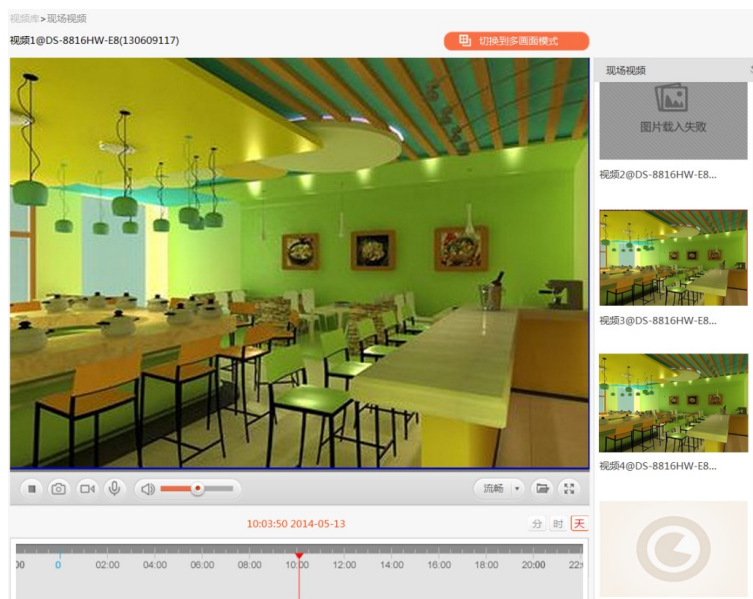 视频库>现场视频
视频1@DS-8816HW-E8(130609117)
切换到多画面模式
现场视频
图片载入失败
视频2@DS-8816HW-E8...
视频3@DS-8816HW-E8...
视频4@DS-8816HW-E8...
流畅
10:03:50 2014-05-13
分 时 天
00 0 02:00 04:00 06:00 08:00 10:00 12:00 14:00 16:00 18:00 20:00 22: